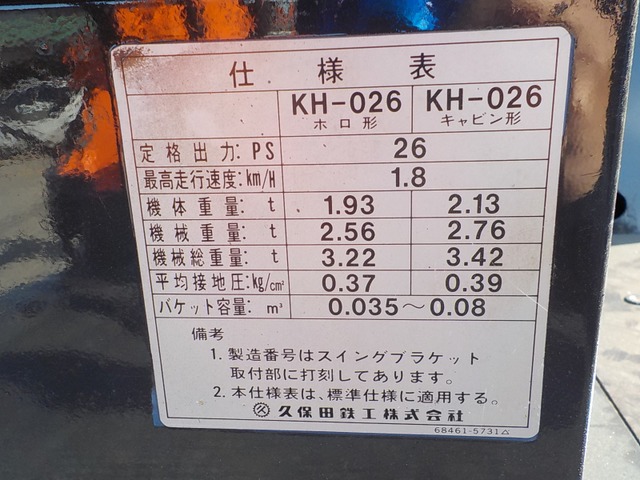 仕様表
KH-026 KH-026
ホロ形 キャビン形
定格出力: PS 26
最高走行速度: km/H 1.8
機体重量: t 1.93 2.13
機械重量: t 2.56 2.76
機械総重量: t 3.22 3.42
平均接地圧: kg/cm² 0.37 0.39
バケット容量: m³ 0.035～0.08
備考
1. 製造番号はスイングブラケット
取付部に打刻してあります。
2. 本仕様表は、標準仕様に適用する。
久保田鉄工株式会社
68461-5731△